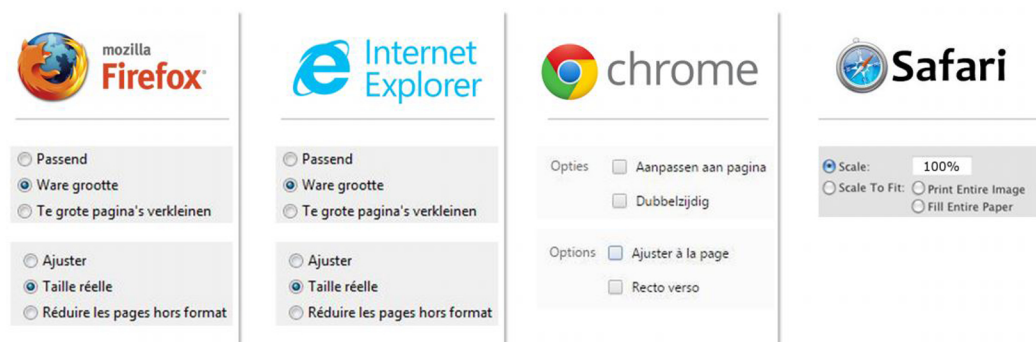 mozilla
Firefox
Passend
Ware grootte
Te grote pagina's verkleinen
Ajuster
Taille réelle
Réduire les pages hors format
Internet
Explorer
Passend
Ware grootte
Te grote pagina's verkleinen
Ajuster
Taille réelle
Réduire les pages hors format
chrome
Opties Aanpassen aan pagina
Dubbelzijdig
Options Ajuster à la page
Recto verso
Safari
Scale: 100%
Scale To Fit: Print Entire Image
Fill Entire Paper